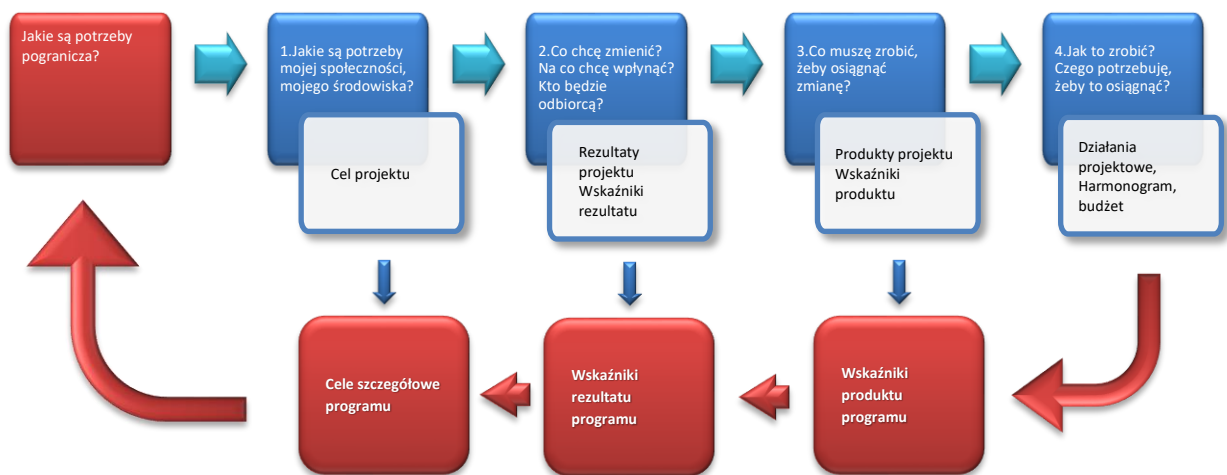 Jakie są potrzeby
pogranicza?
1.Jakie są potrzeby
mojej społeczności,
mojego środowiska?
Cel projektu
2.Co chcę zmienić?
Na co chcę wpłynąć?
Kto będzie
odbiorcą?
Rezultaty
projektu
Wskaźniki
rezultatu
3.Co muszę zrobić,
żeby osiągnąć
zmianę?
Produkty projektu
Wskaźniki
produktu
4.Jak to zrobić?
Czego potrzebuję,
żeby to osiągnąć?
Działania
projektowe,
Harmonogram,
budżet
Cele szczegółowe
programu
Wskaźniki
rezultatu
programu
Wskaźniki
produktu
programu